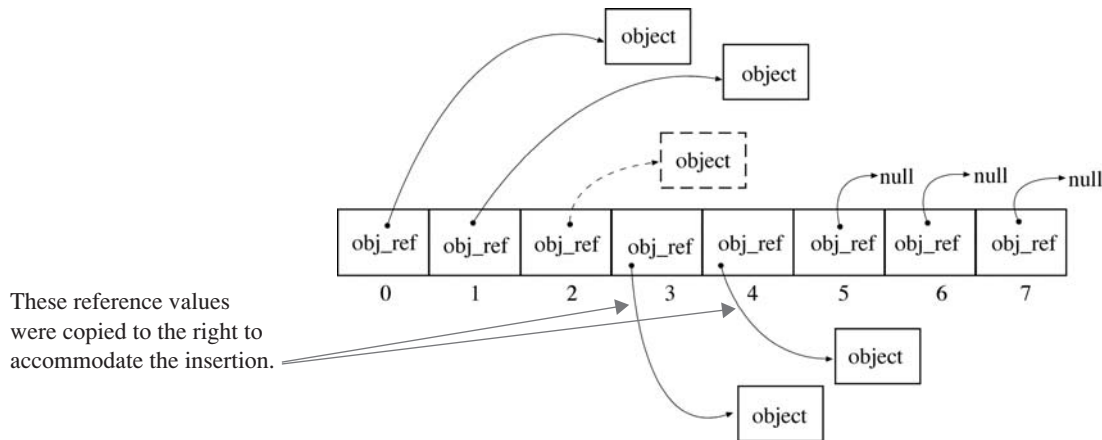 object
object
object
null
null
null
obj_ref obj_ref obj_ref obj_ref obj_ref obj_ref obj_ref obj_ref
0 1 2 3 4 5 6 7
These reference values
were copied to the right to
accommodate the insertion.
object
object